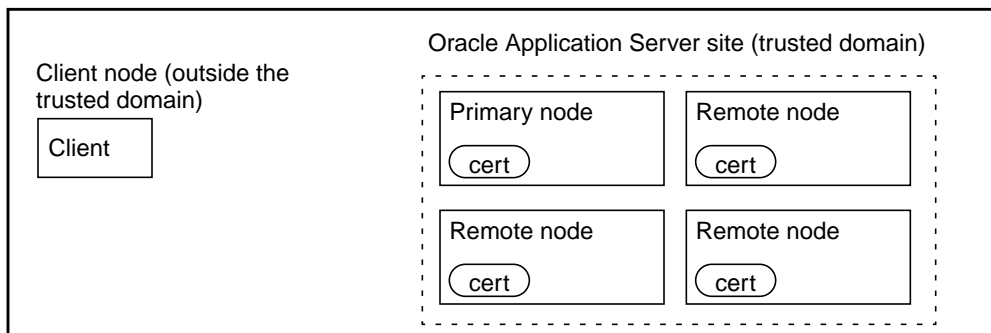 Oracle Application Server site (trusted domain)
Client node (outside the
trusted domain)
Client
Primary node
cert
Remote node
cert
Remote node
cert
Remote node
cert